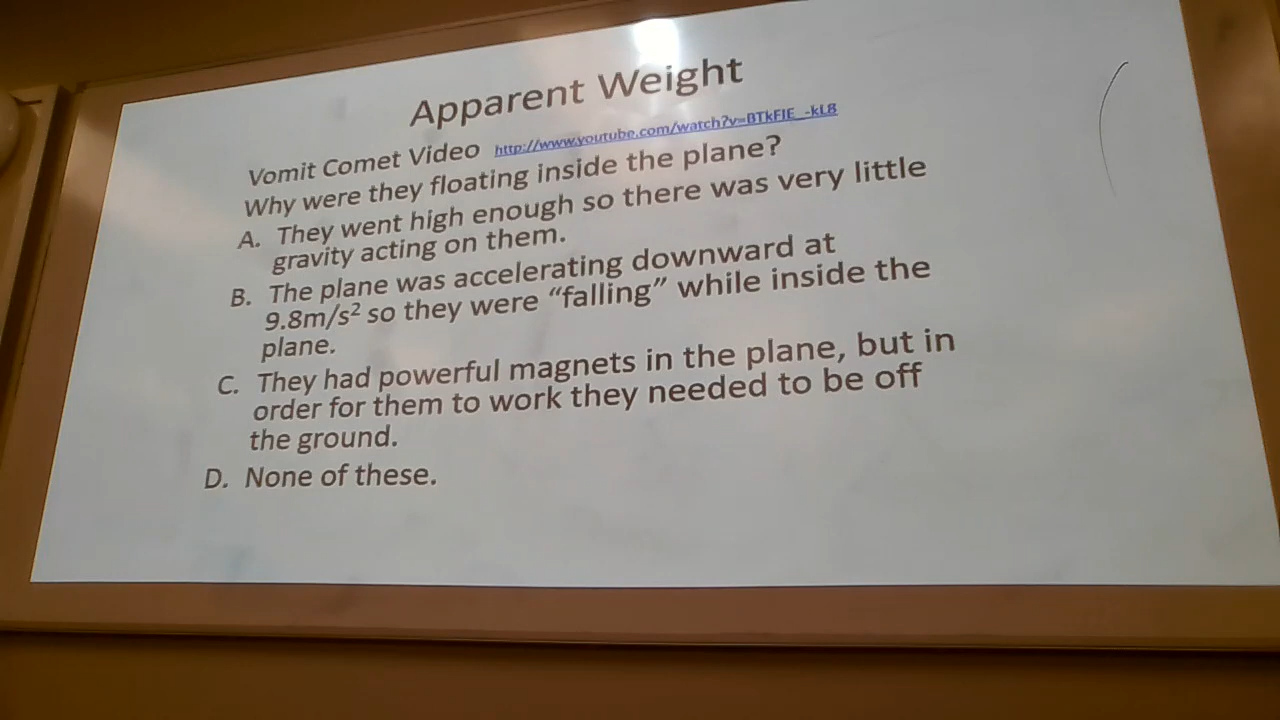 Apparent Weight
Vomit Comet Video http://www.youtube.com/watch?v=BTkFIE_-kL8
Why were they floating inside the plane?
A. They went high enough so there was very little
gravity acting on them.
B. The plane was accelerating downward at
9.8m/s² so they were “falling” while inside the
plane.
C. They had powerful magnets in the plane, but in
order for them to work they needed to be off
the ground.
D. None of these.